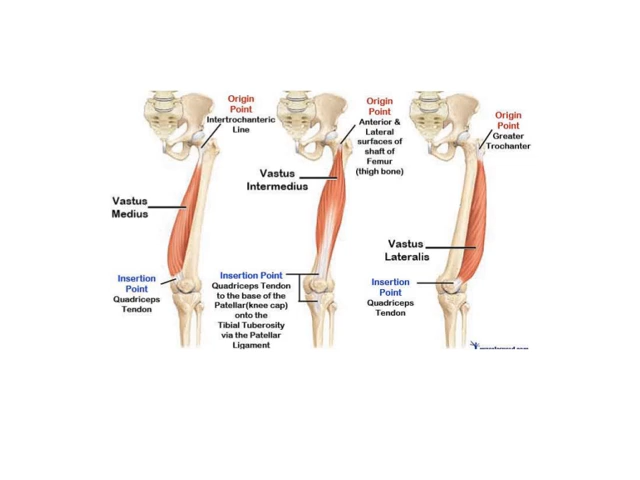 Origin
Point
Intertrochanteric
Line
Vastus
Medius
Insertion
Point
Quadriceps
Tendon
Origin
Point
Anterior &
Lateral
surfaces of
shaft of
Femur
(thigh bone)
Vastus
Intermedius
Insertion Point
Quadriceps Tendon
to the base of the
Patellar(knee cap)
onto the
Tibial Tuberosity
via the Patellar
Ligament
Origin
Point
Greater
Trochanter
Vastus
Lateralis
Insertion
Point
Quadriceps
Tendon